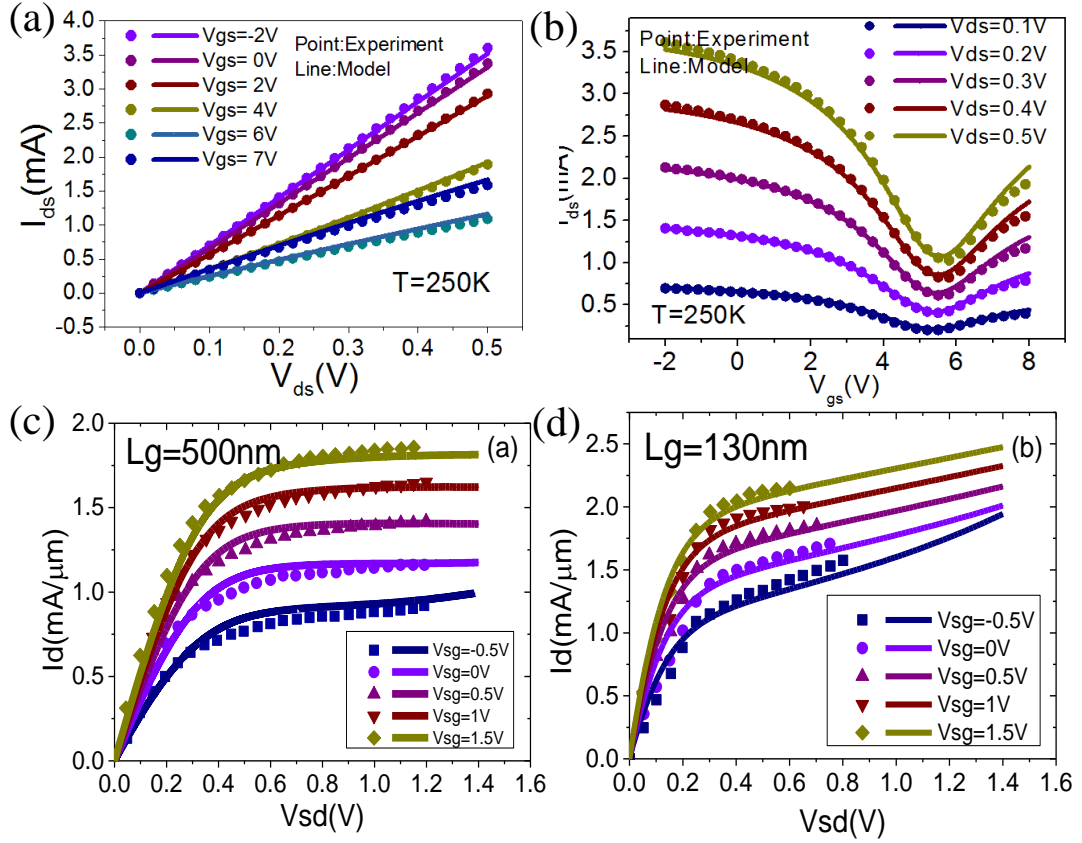 (a)
4.0
3.5
3.0
2.5
2.0
1.5
1.0
0.5
0.0
-0.5
I_ds(mA)
Vgs=-2V
Vgs= 0V
Vgs= 2V
Vgs= 4V
Vgs= 6V
Vgs= 7V
Point:Experiment
Line:Model
T=250K
0.0 0.1 0.2 0.3 0.4 0.5
V_ds(V)
(b)
3.5
3.0
2.5
2.0
1.5
1.0
0.5
I_ds(mA)
Point:Experiment
Line:Model
Vds=0.1V
Vds=0.2V
Vds=0.3V
Vds=0.4V
Vds=0.5V
T=250K
-2 0 2 4 6 8
V_gs(V)
(c)
2.0
1.5
1.0
0.5
0.0
Id(mA/μm)
Lg=500nm
(a)
Vsg=-0.5V
Vsg=0V
Vsg=0.5V
Vsg=1V
Vsg=1.5V
0.0 0.2 0.4 0.6 0.8 1.0 1.2 1.4 1.6
Vsd(V)
(d)
2.5
2.0
1.5
1.0
0.5
0.0
Id(mA/μm)
Lg=130nm
(b)
Vsg=-0.5V
Vsg=0V
Vsg=0.5V
Vsg=1V
Vsg=1.5V
0.0 0.2 0.4 0.6 0.8 1.0 1.2 1.4 1.6
Vsd(V)